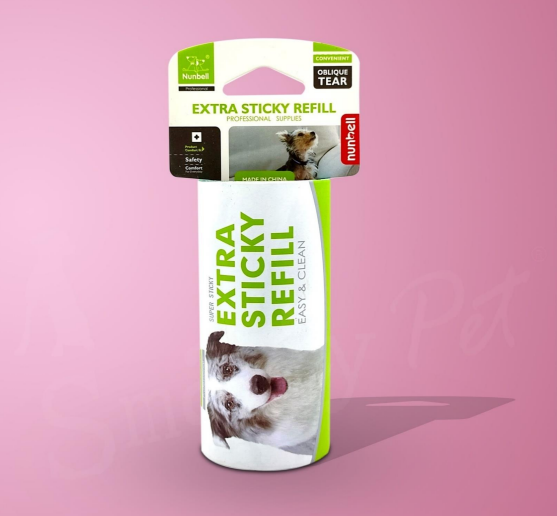 Nunbell
Professional
CONVENIENT
OBLIQUE
TEAR
EXTRA STICKY REFILL
PROFESSIONAL SUPPLIES
Safety
Comfort
nunbell
MADE IN CHINA
SUPER STICKY
EXTRA
STICKY
REFILL
EASY & CLEAN